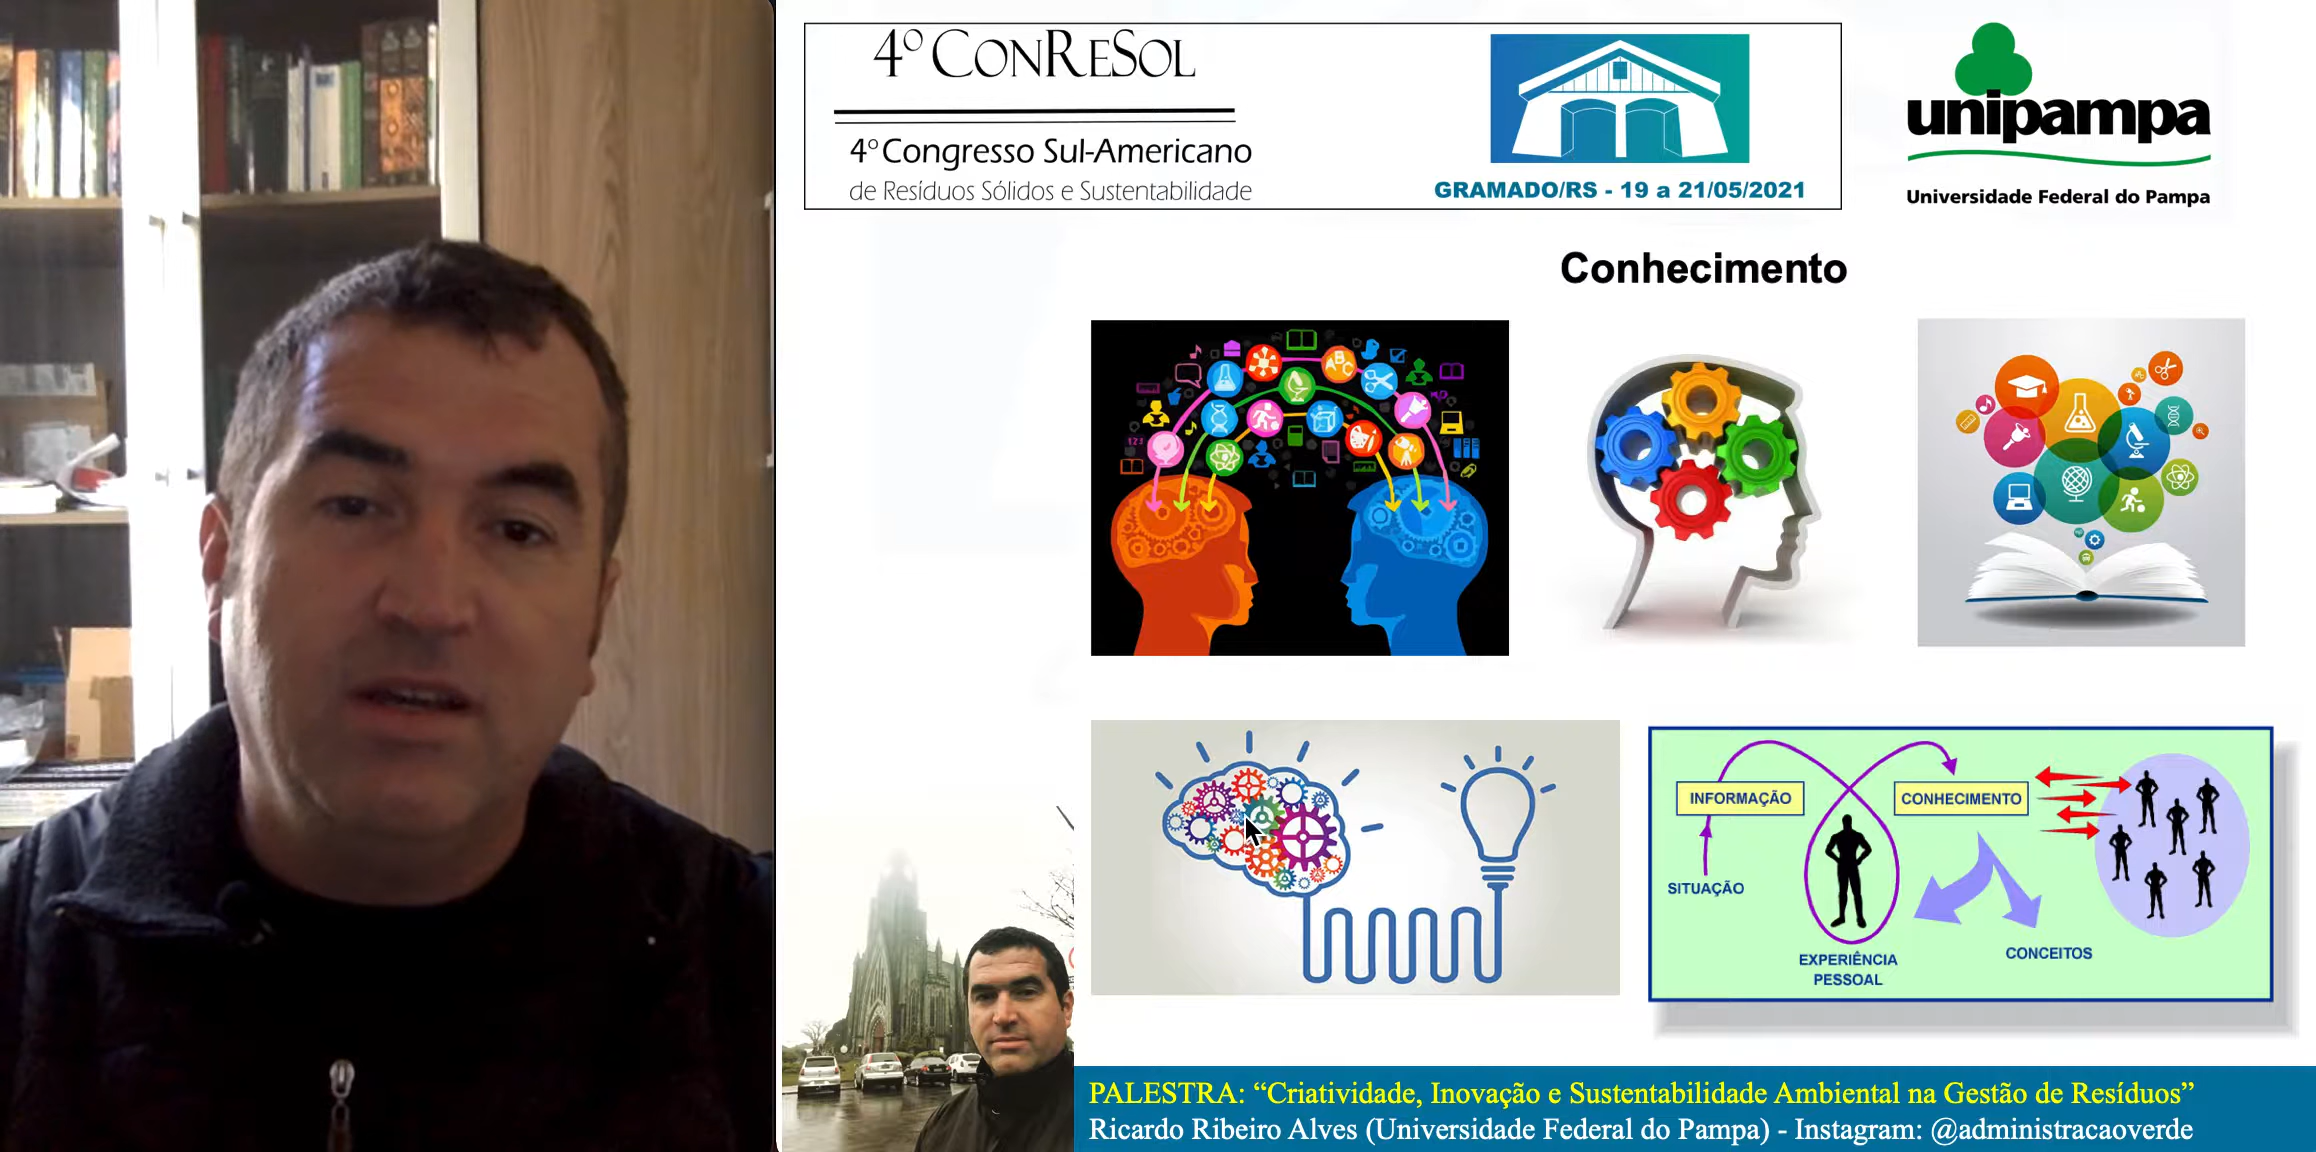 4º CONRESOL
4º Congresso Sul-Americano
de Resíduos Sólidos e Sustentabilidade
GRAMADO/RS - 19 a 21/05/2021
unipampa
Universidade Federal do Pampa
Conhecimento
ABC
123
INFORMAÇÃO
CONHECIMENTO
SITUAÇÃO
EXPERIÊNCIA
PESSOAL
CONCEITOS
PALESTRA: “Criatividade, Inovação e Sustentabilidade Ambiental na Gestão de Resíduos”
Ricardo Ribeiro Alves (Universidade Federal do Pampa) - Instagram: @administracaoverde